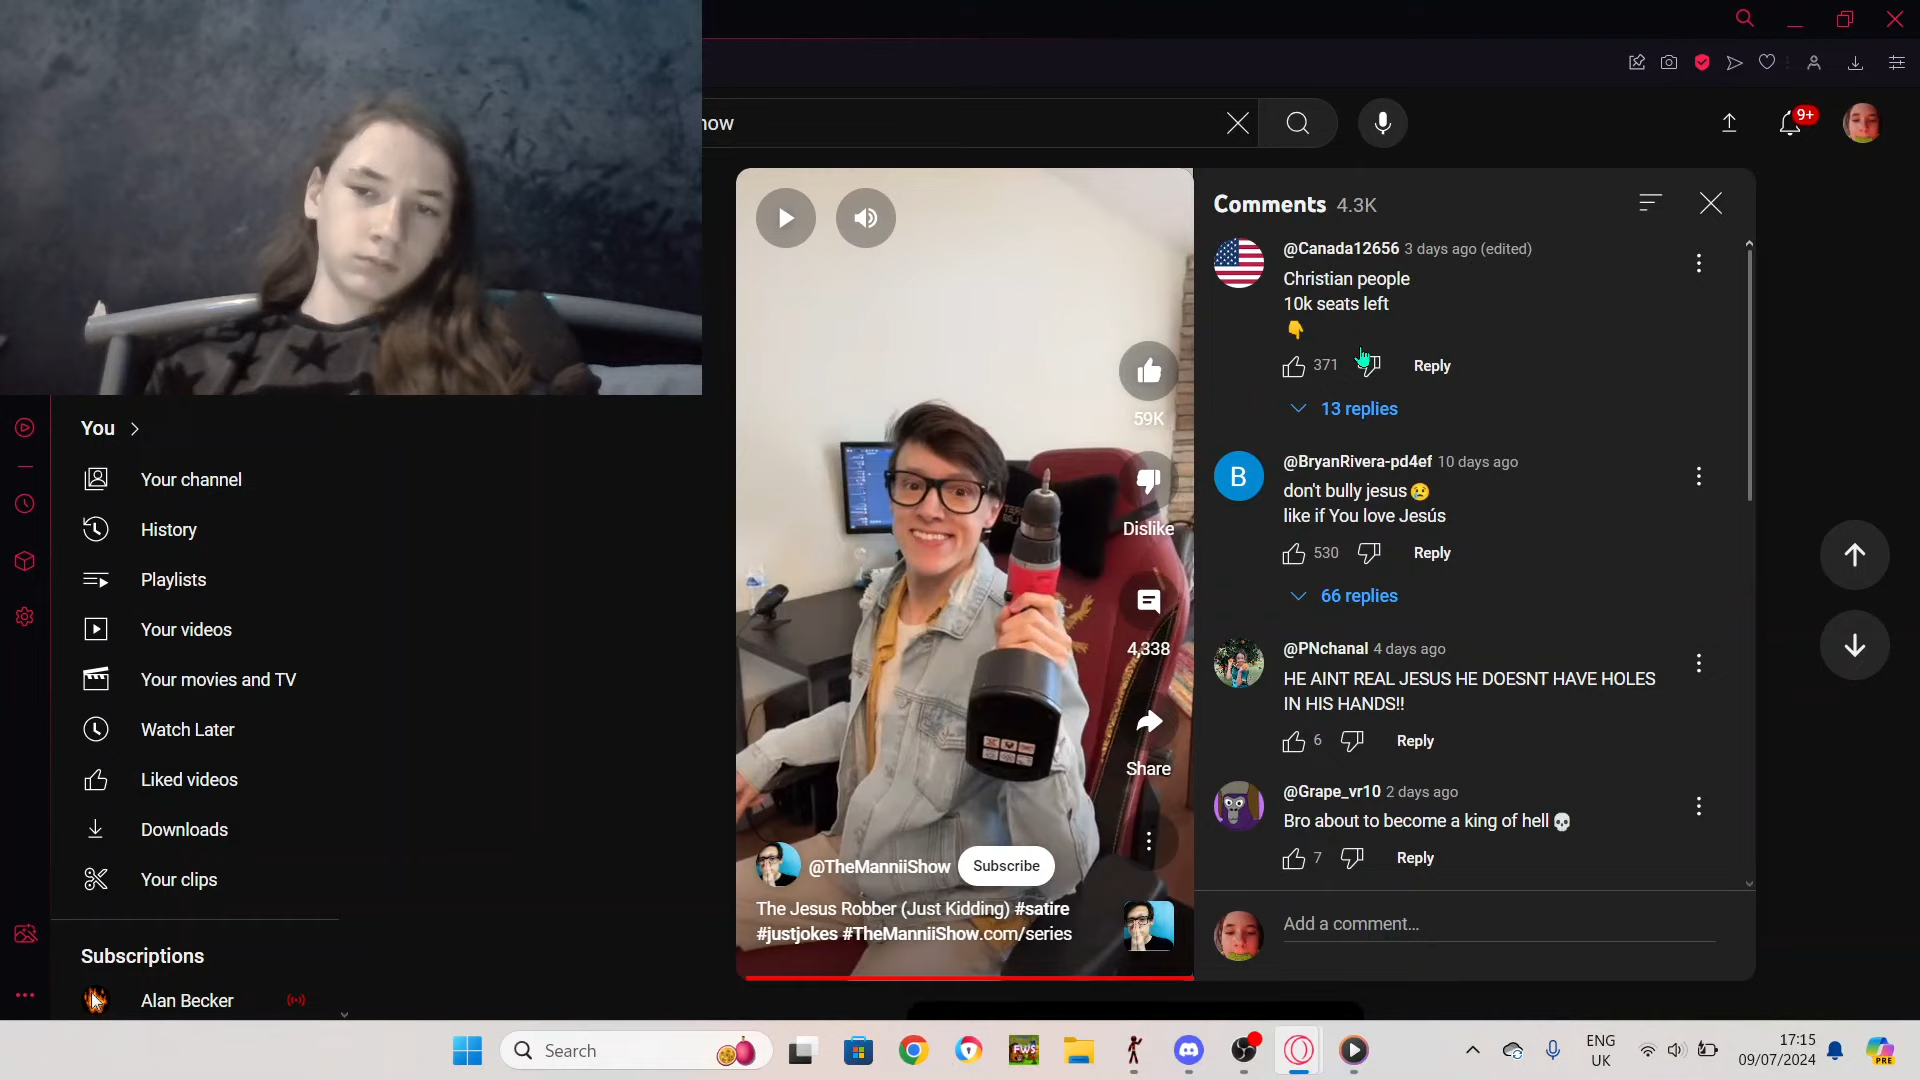 how
9+
Comments 4.3K
@Canada12656 3 days ago (edited)
Christian people
10k seats left
👇
371
Reply
13 replies
@BryanRivera-pd4ef 10 days ago
don't bully jesus😢
like if You love Jesús
530
Reply
66 replies
@PNchanal 4 days ago
HE AINT REAL JESUS HE DOESNT HAVE HOLES
IN HIS HANDS!!
6
Reply
@Grape_vr10 2 days ago
Bro about to become a king of hell💀
7
Reply
Add a comment...
59K
Dislike
4,338
Share
@TheManniiShow Subscribe
The Jesus Robber (Just Kidding) #satire
#justjokes #TheManniiShow.com/series
B
You
Your channel
History
Playlists
Your videos
Your movies and TV
Watch Later
Liked videos
Downloads
Your clips
Subscriptions
Alan Becker
Search
FWS
ENG
UK
17:15
09/07/2024
PRE